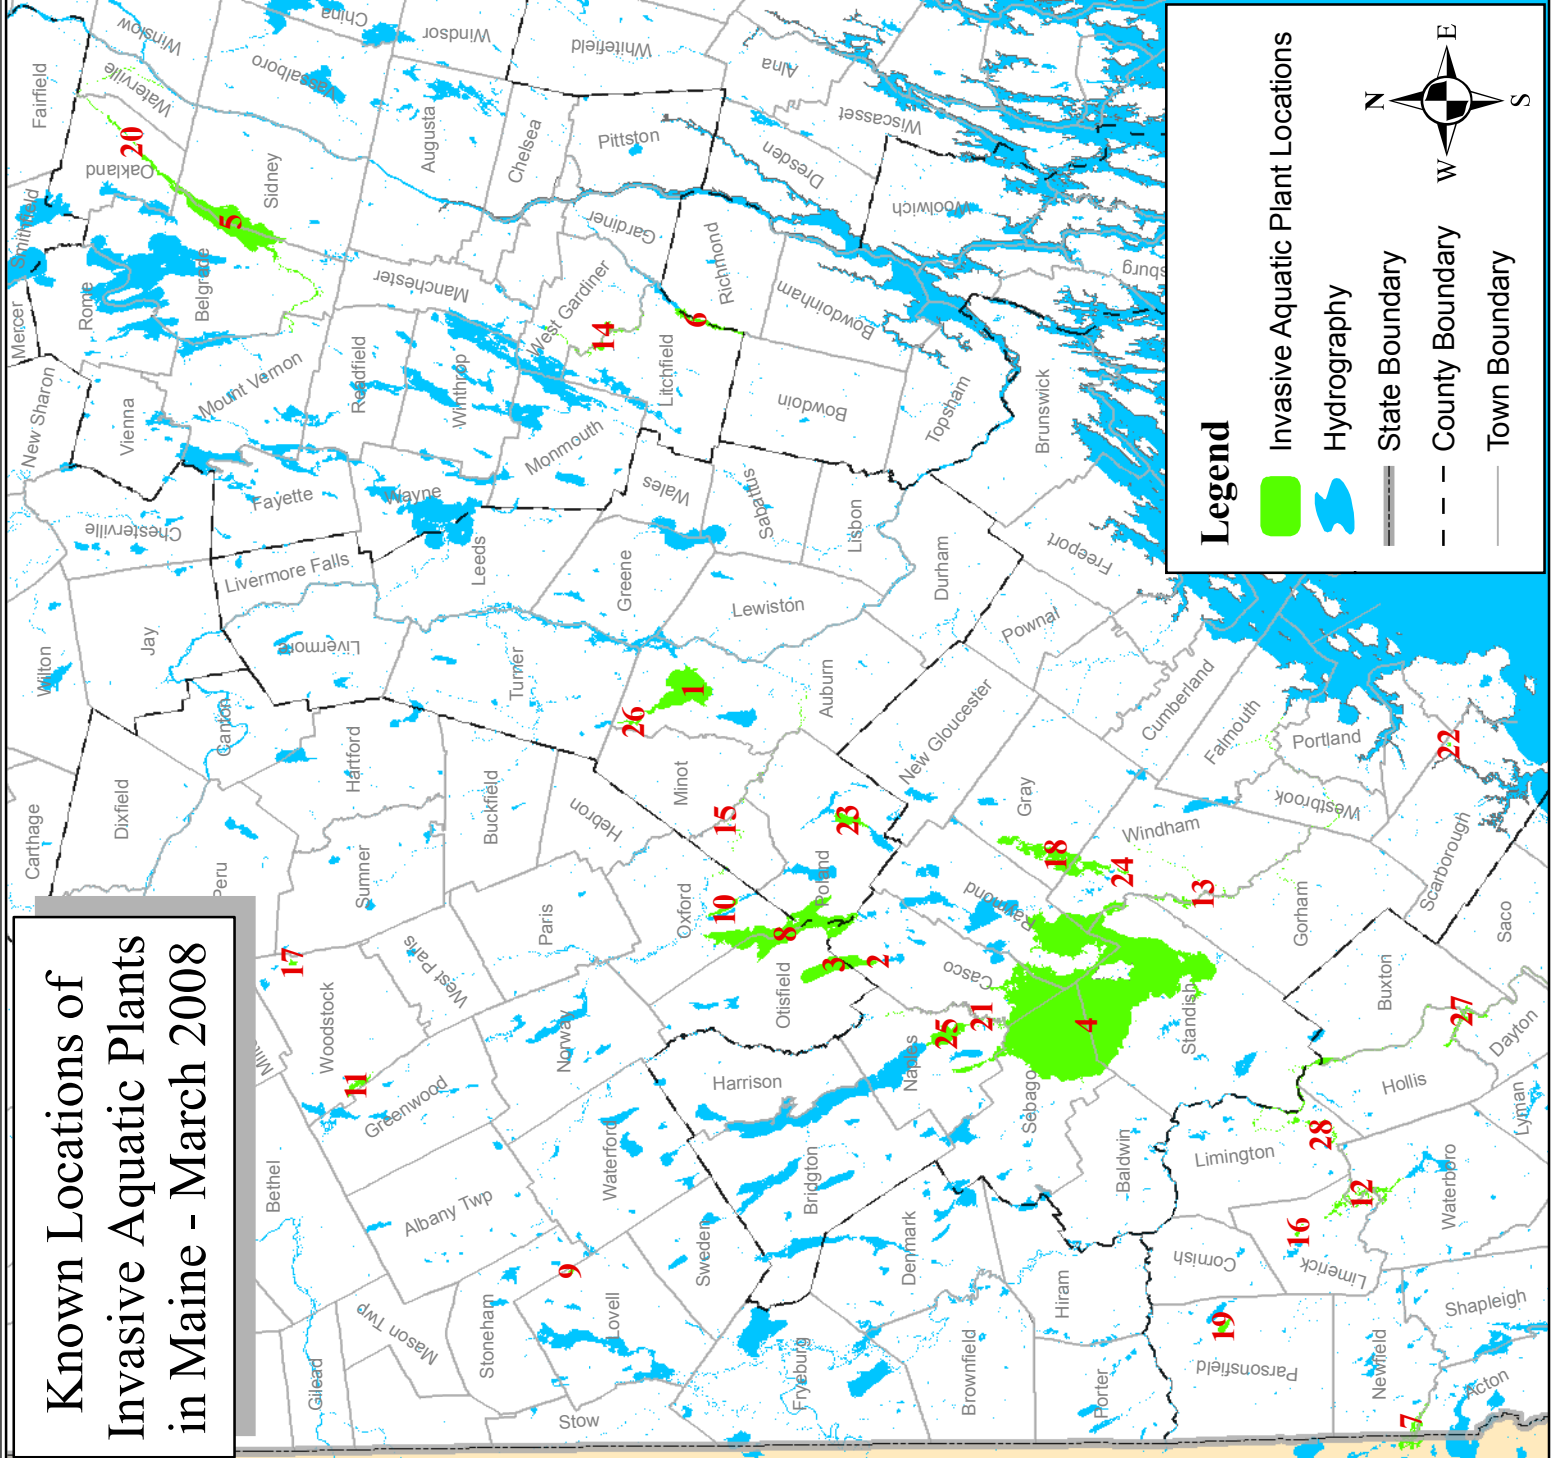 Known Locations of
Invasive Aquatic Plants
in Maine - March 2008
Fairfield
Winslow
China
Windsor
Whitefield
Alna
Waterville
Vassalboro
Augusta
Chelsea
Pittston
Wiscasset
20
Oakland
Sidney
Dresden
Woolwich
Smithfield
5
Gardiner
Mercer
Rome
Belgrade
Manchester
West Gardiner
Richmond
Bowdoinham
sburg
14
6
Litchfield
New Sharon
Vienna
Mount Vernon
Readfield
Winthrop
Monmouth
Bowdoin
Topsham
Brunswick
Chesterville
Fayette
Wayne
Wales
Sabattus
Lisbon
Livermore Falls
Leeds
Greene
Lewiston
Durham
Freeport
Pownal
Wilton
Jay
Livermore
Turner
1
26
Auburn
New Gloucester
Cumberland
Falmouth
Portland
22
Canton
Hartford
Buckfield
Minot
Carthage
Dixfield
Hebron
15
23
Gray
Windham
Westbrook
Peru
Sumner
Oxford
Poland
18
24
13
Scarborough
Paris
West Paris
10
8
Raymond
Gorham
Saco
17
3
2
Casco
Otisfield
Woodstock
Norway
21
25
4
Standish
Buxton
27
Dayton
Milt
11
Greenwood
Harrison
Naples
Sebago
Hollis
Lyman
Bethel
Albany Twp
Waterford
Bridgton
Baldwin
Limington
28
Waterboro
12
16
9
Sweden
Denmark
Hiram
Cornish
Limerick
Gilead
Mason Twp
Stoneham
Lovell
Fryeburg
Brownfield
Porter
19
Parsonsfield
Newfield
Shapleigh
Acton
Stow
7
Legend
Invasive Aquatic Plant Locations
Hydrography
State Boundary
County Boundary
Town Boundary
N
W
E
S